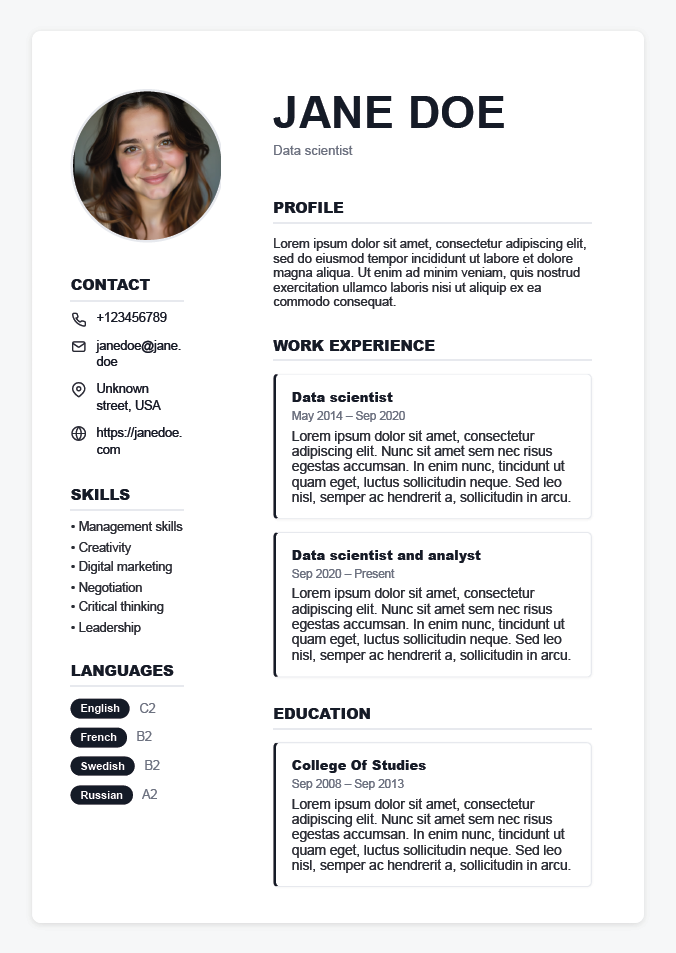 JANE DOE
Data scientist
CONTACT
+123456789
janedoe@jane.
doe
Unknown
street, USA
https://janedoe.
com
SKILLS
• Management skills
• Creativity
• Digital marketing
• Negotiation
• Critical thinking
• Leadership
LANGUAGES
English C2
French B2
Swedish B2
Russian A2
PROFILE
Lorem ipsum dolor sit amet, consectetur adipiscing elit,
sed do eiusmod tempor incididunt ut labore et dolore
magna aliqua. Ut enim ad minim veniam, quis nostrud
exercitation ullamco laboris nisi ut aliquip ex ea
commodo consequat.
WORK EXPERIENCE
Data scientist
May 2014 – Sep 2020
Lorem ipsum dolor sit amet, consectetur
adipiscing elit. Nunc sit amet sem nec risus
egestas accumsan. In enim nunc, tincidunt ut
quam eget, luctus sollicitudin neque. Sed leo
nisl, semper ac hendrerit a, sollicitudin in arcu.
Data scientist and analyst
Sep 2020 – Present
Lorem ipsum dolor sit amet, consectetur
adipiscing elit. Nunc sit amet sem nec risus
egestas accumsan. In enim nunc, tincidunt ut
quam eget, luctus sollicitudin neque. Sed leo
nisl, semper ac hendrerit a, sollicitudin in arcu.
EDUCATION
College Of Studies
Sep 2008 – Sep 2013
Lorem ipsum dolor sit amet, consectetur
adipiscing elit. Nunc sit amet sem nec risus
egestas accumsan. In enim nunc, tincidunt ut
quam eget, luctus sollicitudin neque. Sed leo
nisl, semper ac hendrerit a, sollicitudin in arcu.